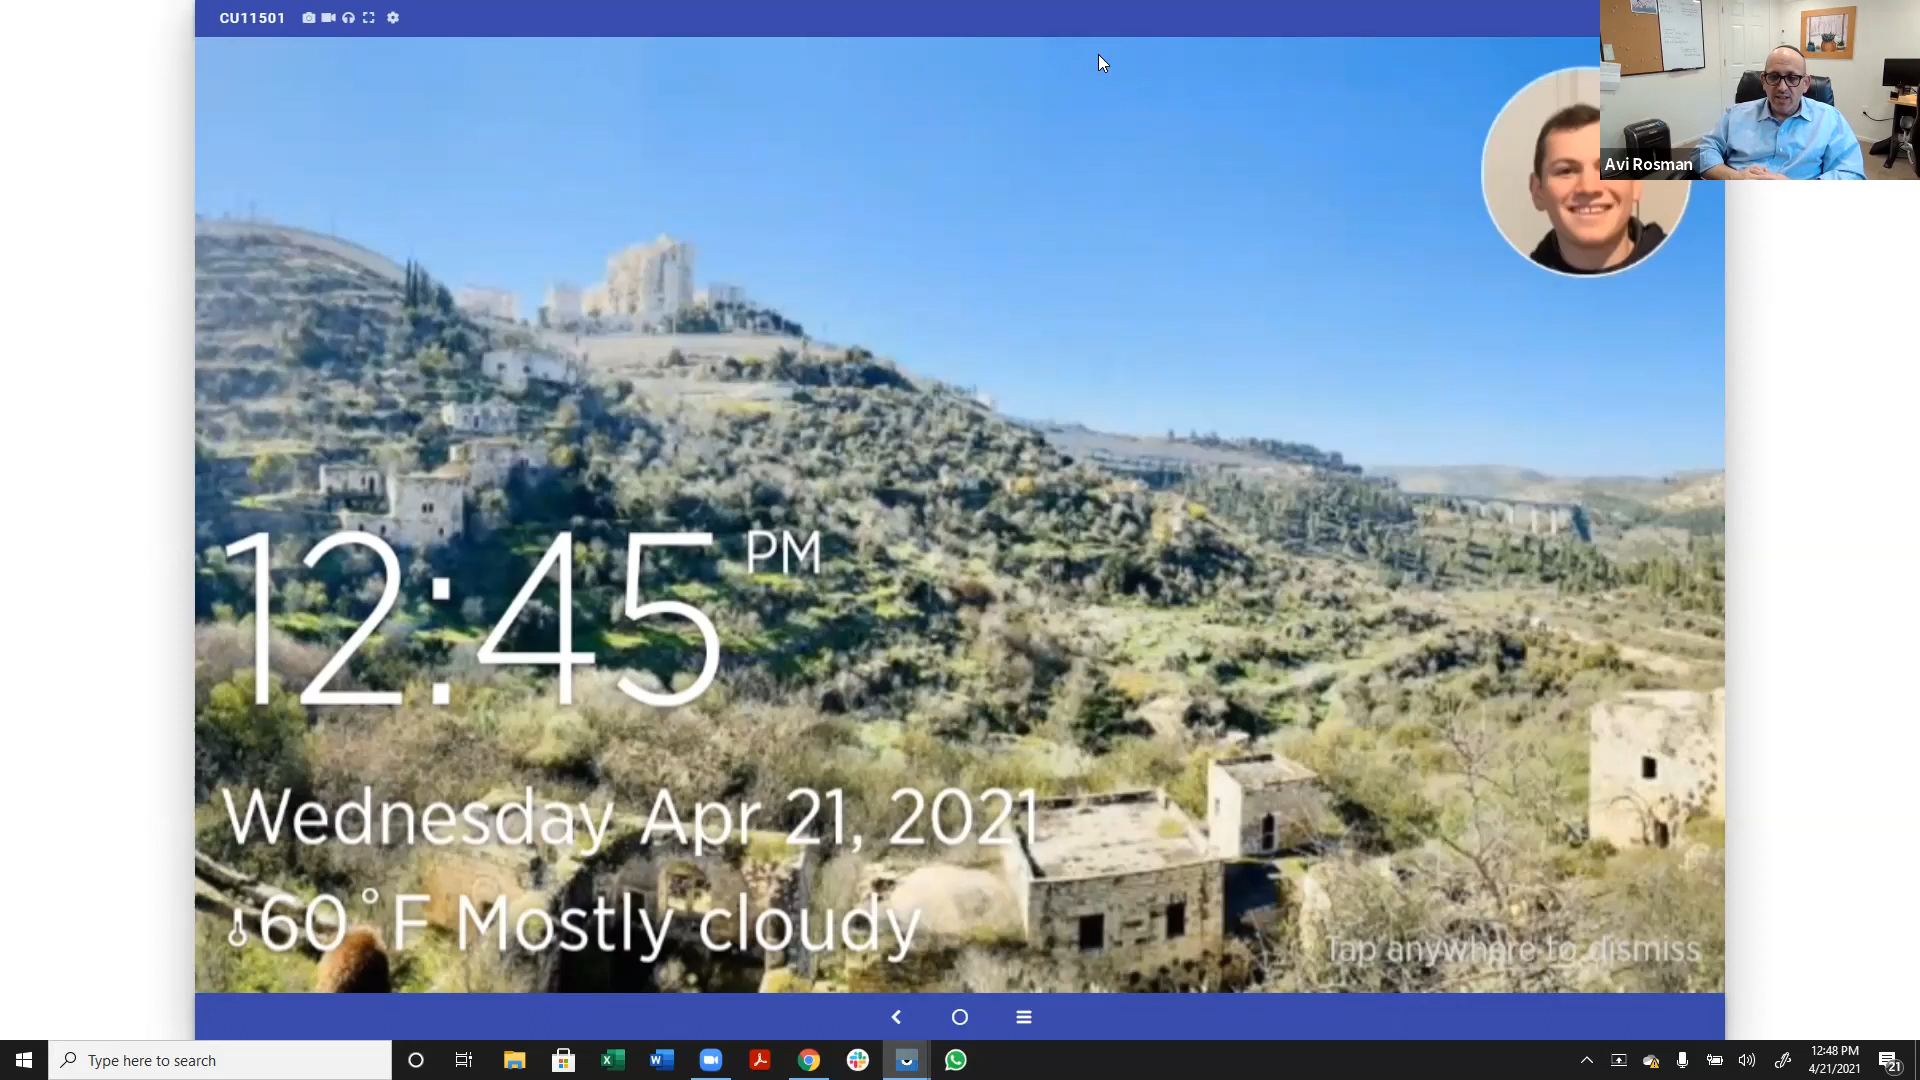 CU11501
Avi Rosman
12:45 PM
Wednesday Apr 21, 2021
60°F Mostly cloudy
Tap anywhere to dismiss
Type here to search
12:48 PM
4/21/2021
21